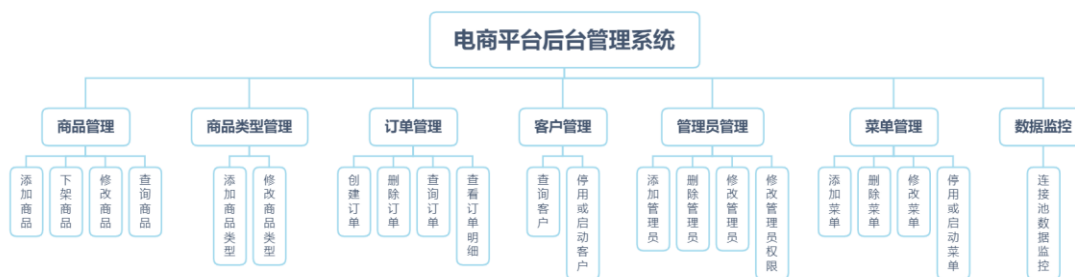 电商平台后台管理系统
商品管理
商品类型管理
订单管理
客户管理
管理员管理
菜单管理
数据监控
添加商品
下架商品
修改商品
查询商品
添加商品类型
修改商品类型
创建订单
删除订单
查询订单
查看订单明细
查询客户
停用或启动客户
添加管理员
删除管理员
修改管理员
修改管理员权限
添加菜单
删除菜单
修改菜单
停用或启动菜单
连接池数据监控